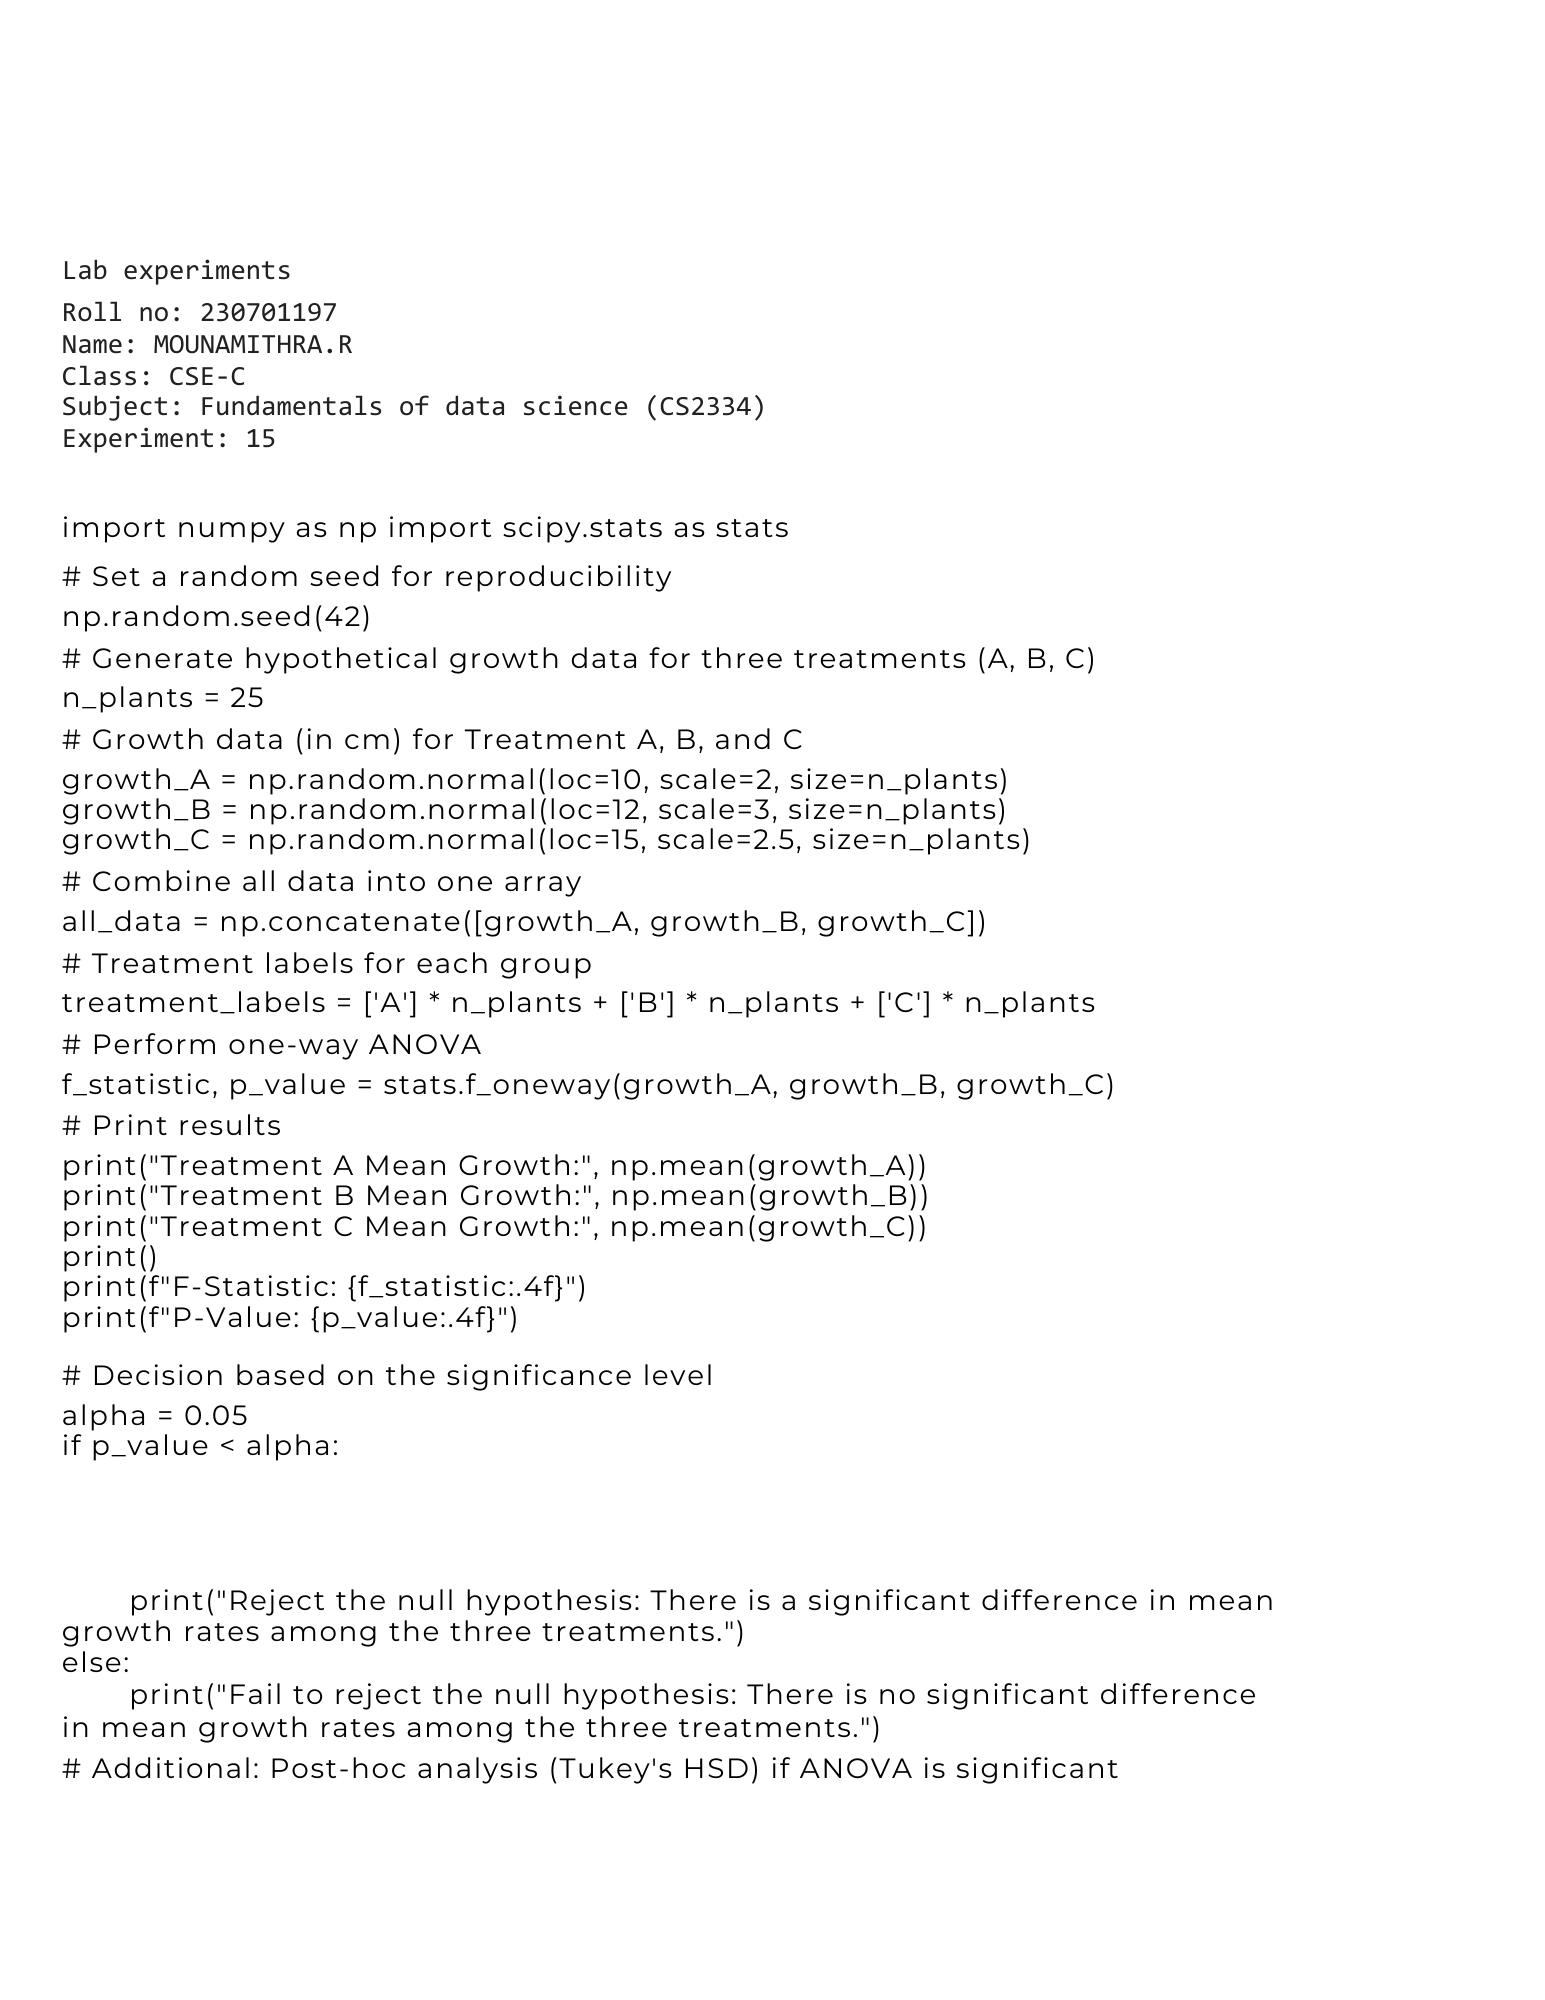 Lab experiments
Roll no: 230701197
Name: MOUNAMITHRA.R
Class: CSE-C
Subject: Fundamentals of data science (CS2334)
Experiment: 15
import numpy as np import scipy.stats as stats
# Set a random seed for reproducibility
np.random.seed(42)
# Generate hypothetical growth data for three treatments (A, B, C)
n_plants = 25
# Growth data (in cm) for Treatment A, B, and C
growth_A = np.random.normal(loc=10, scale=2, size=n_plants)
growth_B = np.random.normal(loc=12, scale=3, size=n_plants)
growth_C = np.random.normal(loc=15, scale=2.5, size=n_plants)
# Combine all data into one array
all_data = np.concatenate([growth_A, growth_B, growth_C])
# Treatment labels for each group
treatment_labels = ['A'] * n_plants + ['B'] * n_plants + ['C'] * n_plants
# Perform one-way ANOVA
f_statistic, p_value = stats.f_oneway(growth_A, growth_B, growth_C)
# Print results
print("Treatment A Mean Growth:", np.mean(growth_A))
print("Treatment B Mean Growth:", np.mean(growth_B))
print("Treatment C Mean Growth:", np.mean(growth_C))
print()
print(f"F-Statistic: {f_statistic:.4f}")
print(f"P-Value: {p_value:.4f}")
# Decision based on the significance level
alpha = 0.05
if p_value < alpha:
print("Reject the null hypothesis: There is a significant difference in mean
growth rates among the three treatments.")
else:
print("Fail to reject the null hypothesis: There is no significant difference
in mean growth rates among the three treatments.")
# Additional: Post-hoc analysis (Tukey's HSD) if ANOVA is significant